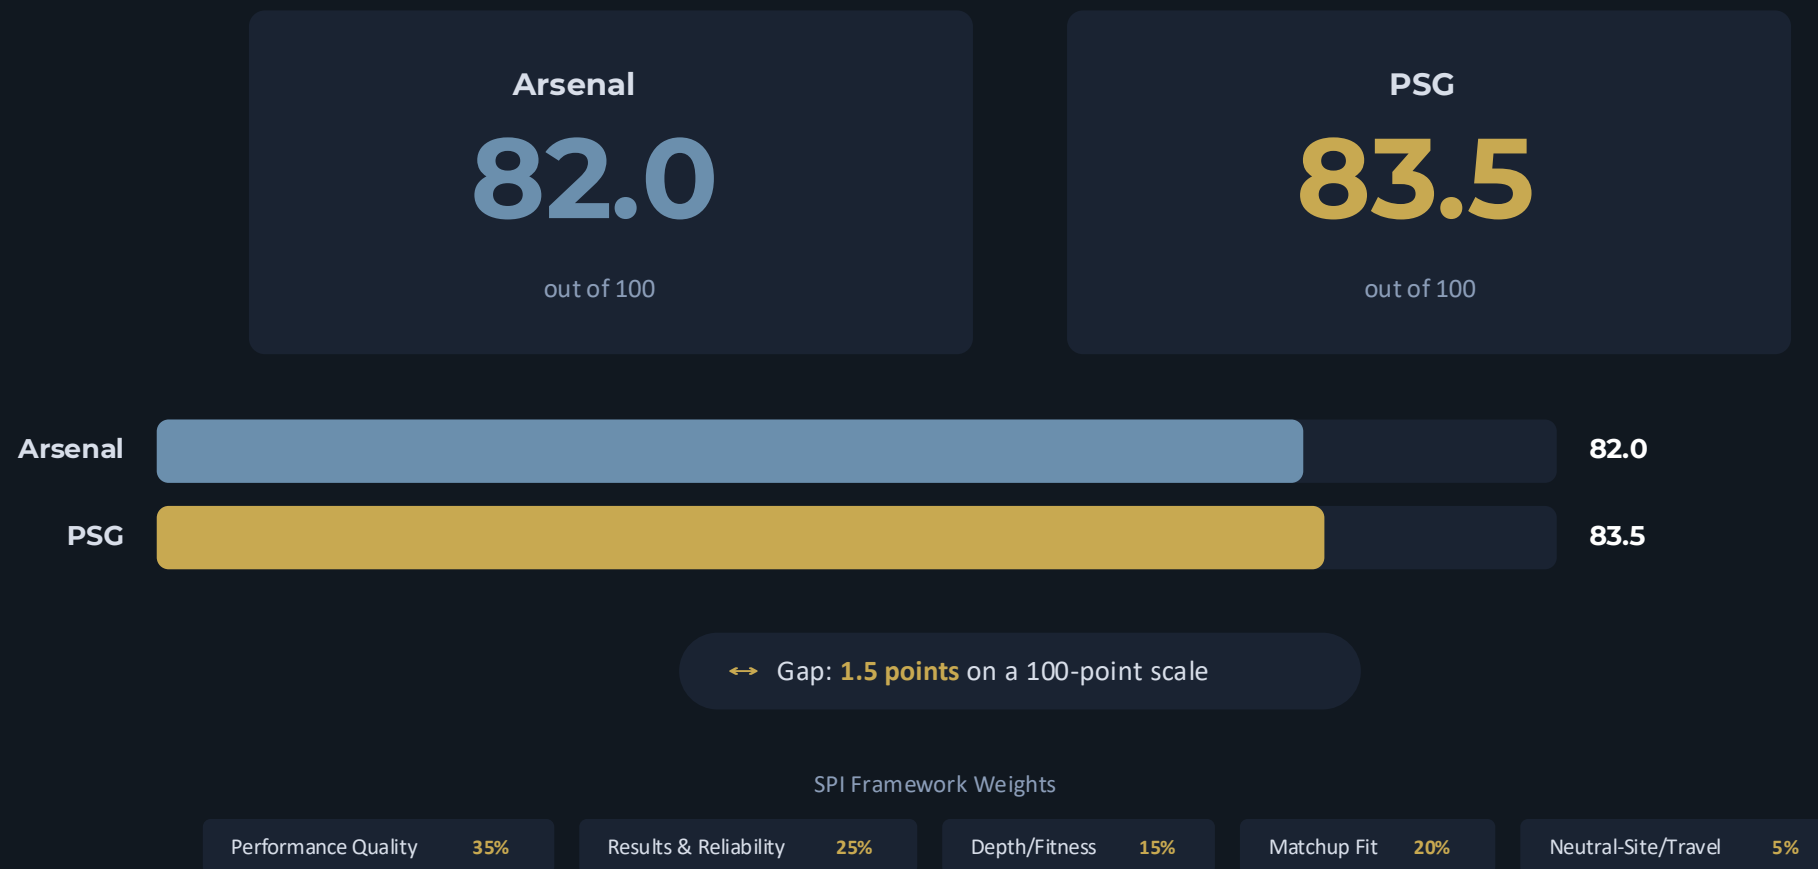 Arsenal
82.0
out of 100
PSG
83.5
out of 100
Arsenal 82.0
PSG 83.5
↔ Gap: 1.5 points on a 100-point scale
SPI Framework Weights
Performance Quality 35% Results & Reliability 25% Depth/Fitness 15% Matchup Fit 20% Neutral-Site/Travel 5%